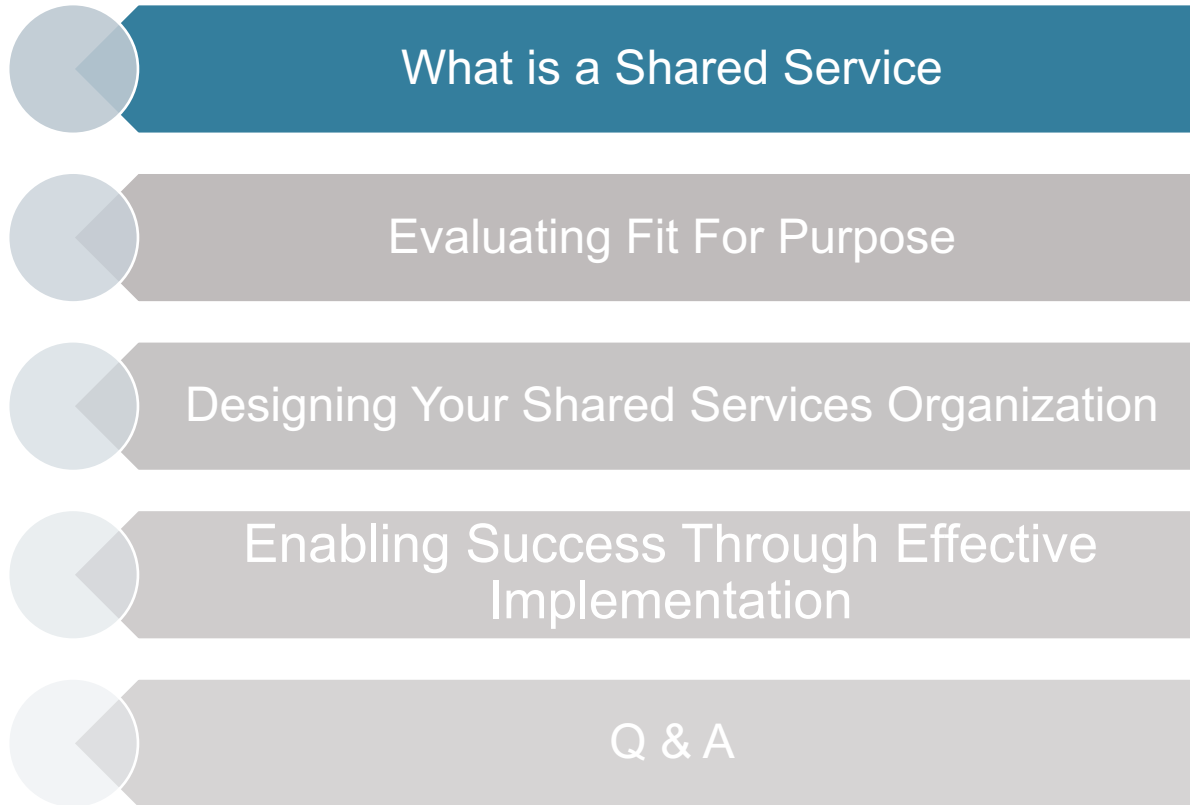 What is a Shared Service
Evaluating Fit For Purpose
Designing Your Shared Services Organization
Enabling Success Through Effective
Implementation
Q & A